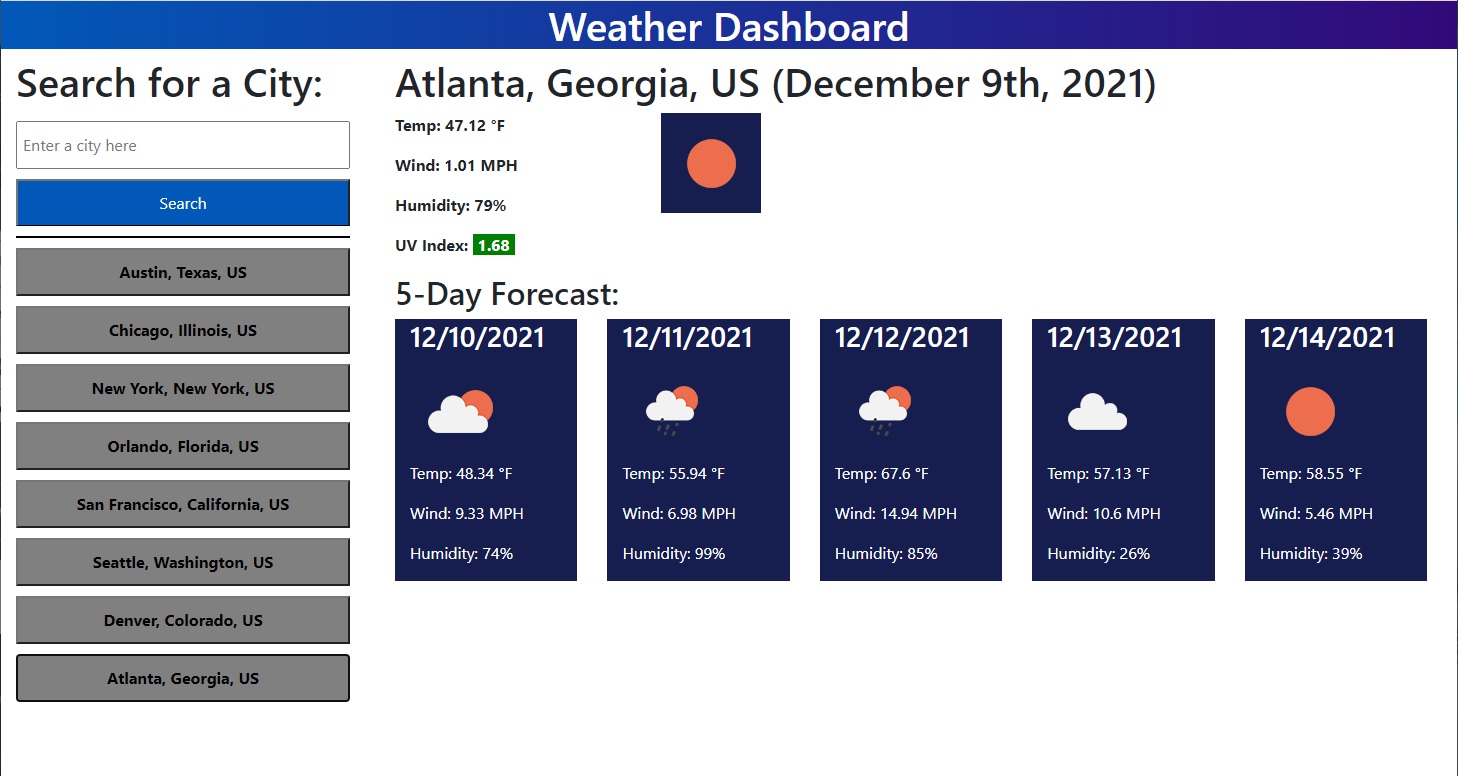 Weather Dashboard
Search for a City:
Enter a city here
Search
Austin, Texas, US
Chicago, Illinois, US
New York, New York, US
Orlando, Florida, US
San Francisco, California, US
Seattle, Washington, US
Denver, Colorado, US
Atlanta, Georgia, US
Atlanta, Georgia, US (December 9th, 2021)
Temp: 47.12 °F
Wind: 1.01 MPH
Humidity: 79%
UV Index: 1.68
5-Day Forecast:
12/10/2021
Temp: 48.34 °F
Wind: 9.33 MPH
Humidity: 74%
12/11/2021
Temp: 55.94 °F
Wind: 6.98 MPH
Humidity: 99%
12/12/2021
Temp: 67.6 °F
Wind: 14.94 MPH
Humidity: 85%
12/13/2021
Temp: 57.13 °F
Wind: 10.6 MPH
Humidity: 26%
12/14/2021
Temp: 58.55 °F
Wind: 5.46 MPH
Humidity: 39%